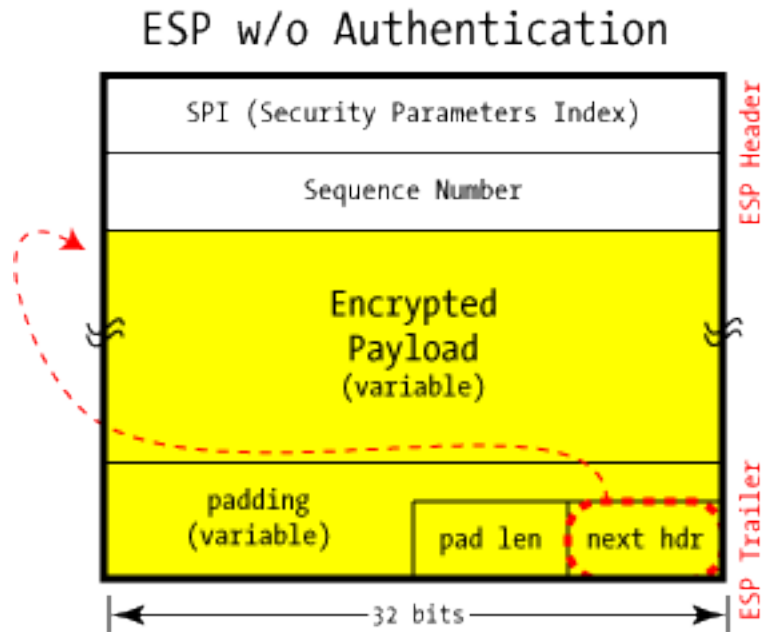 ESP w/o Authentication
SPI (Security Parameters Index)
ESP Header
Sequence Number
Encrypted
Payload
(variable)
padding
(variable)
pad len
next hdr
ESP Trailer
32 bits